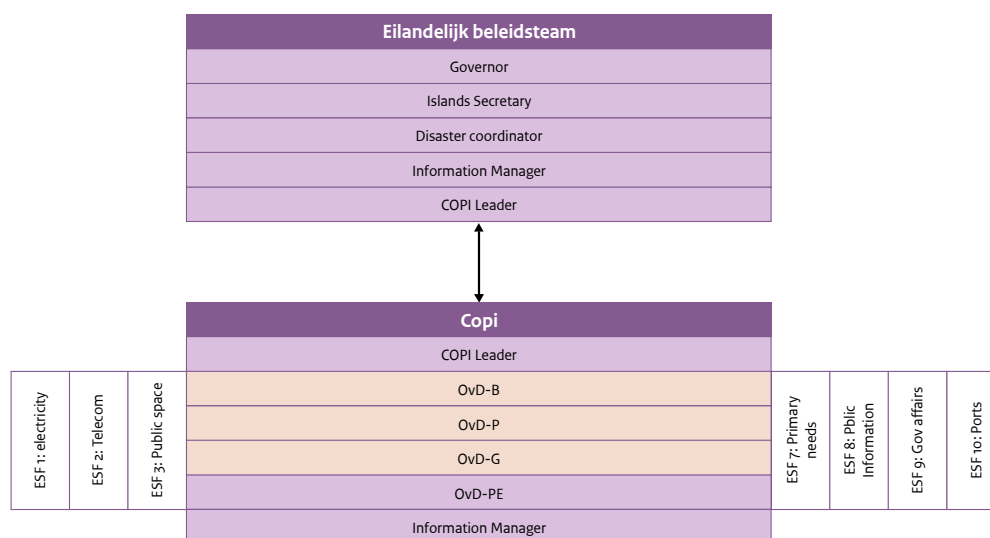 Eilandelijk beleidsteam
Governor
Islands Secretary
Disaster coordinator
Information Manager
COPI Leader
Copi
COPI Leader
ESF 1: electricity
ESF 2: Telecom
ESF 3: Public space
OvD-B
OvD-P
OvD-G
OvD-PE
ESF 7: Primary
needs
ESF 8: Pblic
Information
ESF 9: Gov affairs
ESF 10: Ports
Information Manager